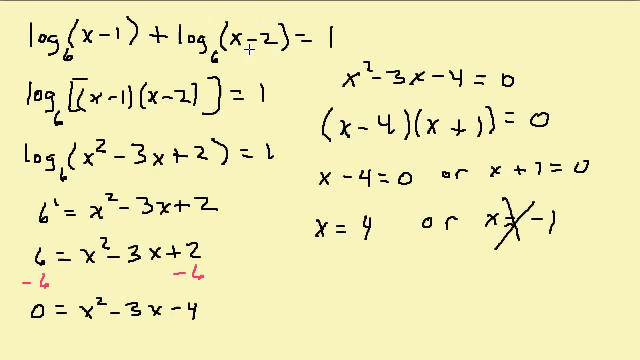 log₆(x-1) + log₆(x-2) = 1
log₆[(x-1)(x-2)] = 1
log₆(x² - 3x + 2) = 1
6¹ = x² - 3x + 2
6 = x² - 3x + 2
-6 -6
0 = x² - 3x - 4
x² - 3x - 4 = 0
(x - 4)(x + 1) = 0
x - 4 = 0 or x + 1 = 0
x = 4 or x = -1